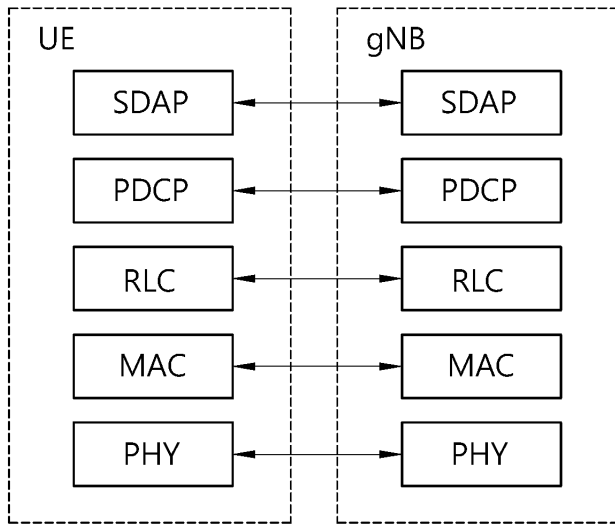 UE gNB
SDAP SDAP
PDCP PDCP
RLC RLC
MAC MAC
PHY PHY